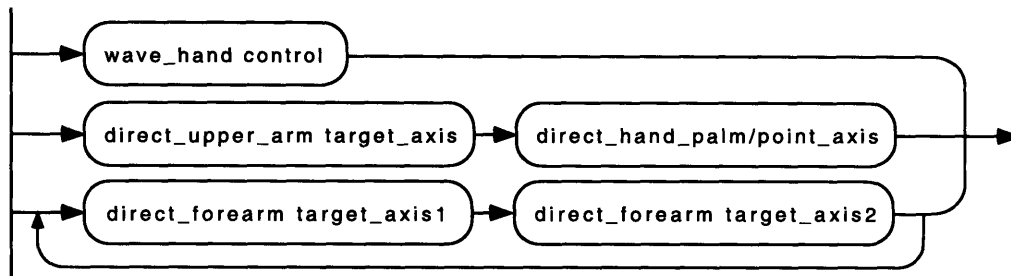 wave_hand control
direct_upper_arm target_axis
direct_hand_palm/point_axis
direct_forearm target_axis1
direct_forearm target_axis2